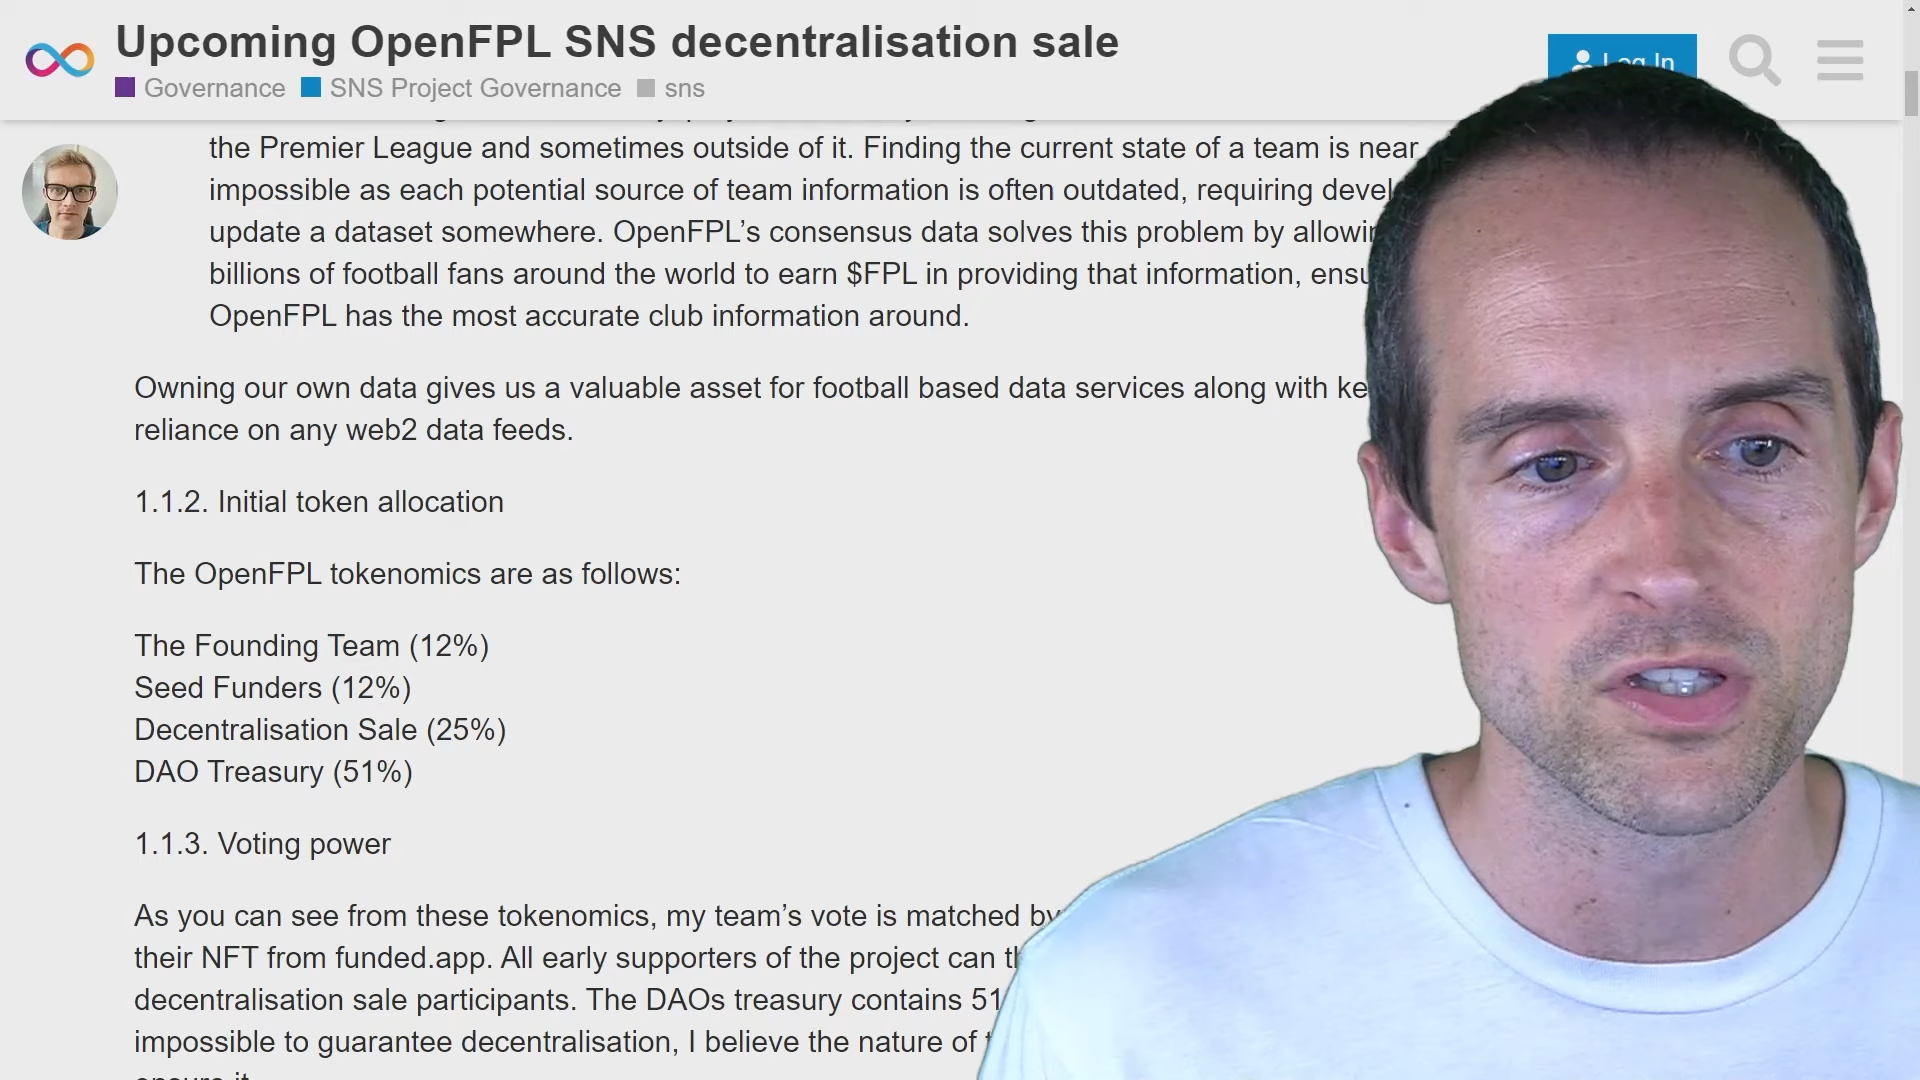 Upcoming OpenFPL SNS decentralisation sale
Log In
Governance SNS Project Governance sns
the Premier League and sometimes outside of it. Finding the current state of a team is near
impossible as each potential source of team information is often outdated, requiring
update a dataset somewhere. OpenFPL’s consensus data solves this problem by
billions of football fans around the world to earn $FPL in providing that information,
OpenFPL has the most accurate club information around.
Owning our own data gives us a valuable asset for football based data services along with
reliance on any web2 data feeds.
1.1.2. Initial token allocation
The OpenFPL tokenomics are as follows:
The Founding Team (12%)
Seed Funders (12%)
Decentralisation Sale (25%)
DAO Treasury (51%)
1.1.3. Voting power
As you can see from these tokenomics, my team’s vote is matched by
their NFT from funded.app. All early supporters of the project can
decentralisation sale participants. The DAOs treasury contains 51
impossible to guarantee decentralisation, I believe the nature of